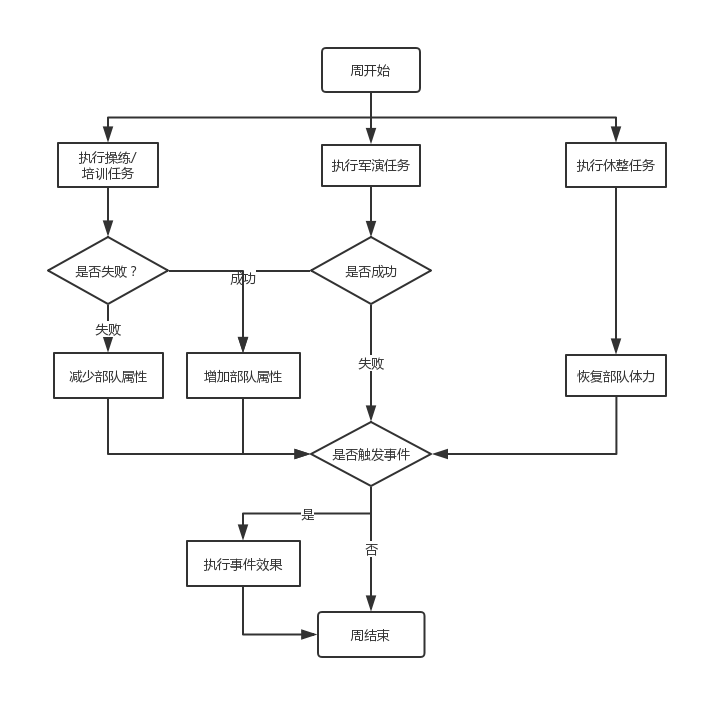 周开始
执行操练/
培训任务
执行军演任务
执行休整任务
是否失败？
成功
是否成功
失败
失败
减少部队属性
增加部队属性
恢复部队体力
是否触发事件
是
否
执行事件效果
周结束